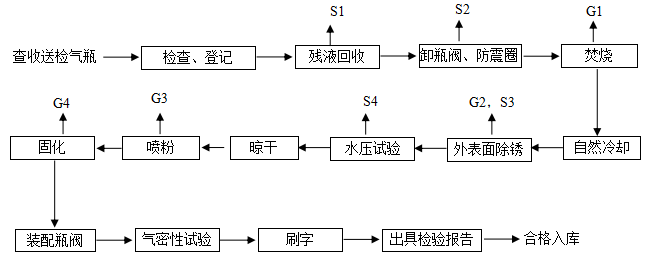 S1
S2
G1
查收送检气瓶
检查、登记
残液回收
卸瓶阀、防震圈
焚烧
G4
G3
S4
G2，S3
固化
喷粉
晾干
水压试验
外表面除锈
自然冷却
装配瓶阀
气密性试验
刷字
出具检验报告
合格入库